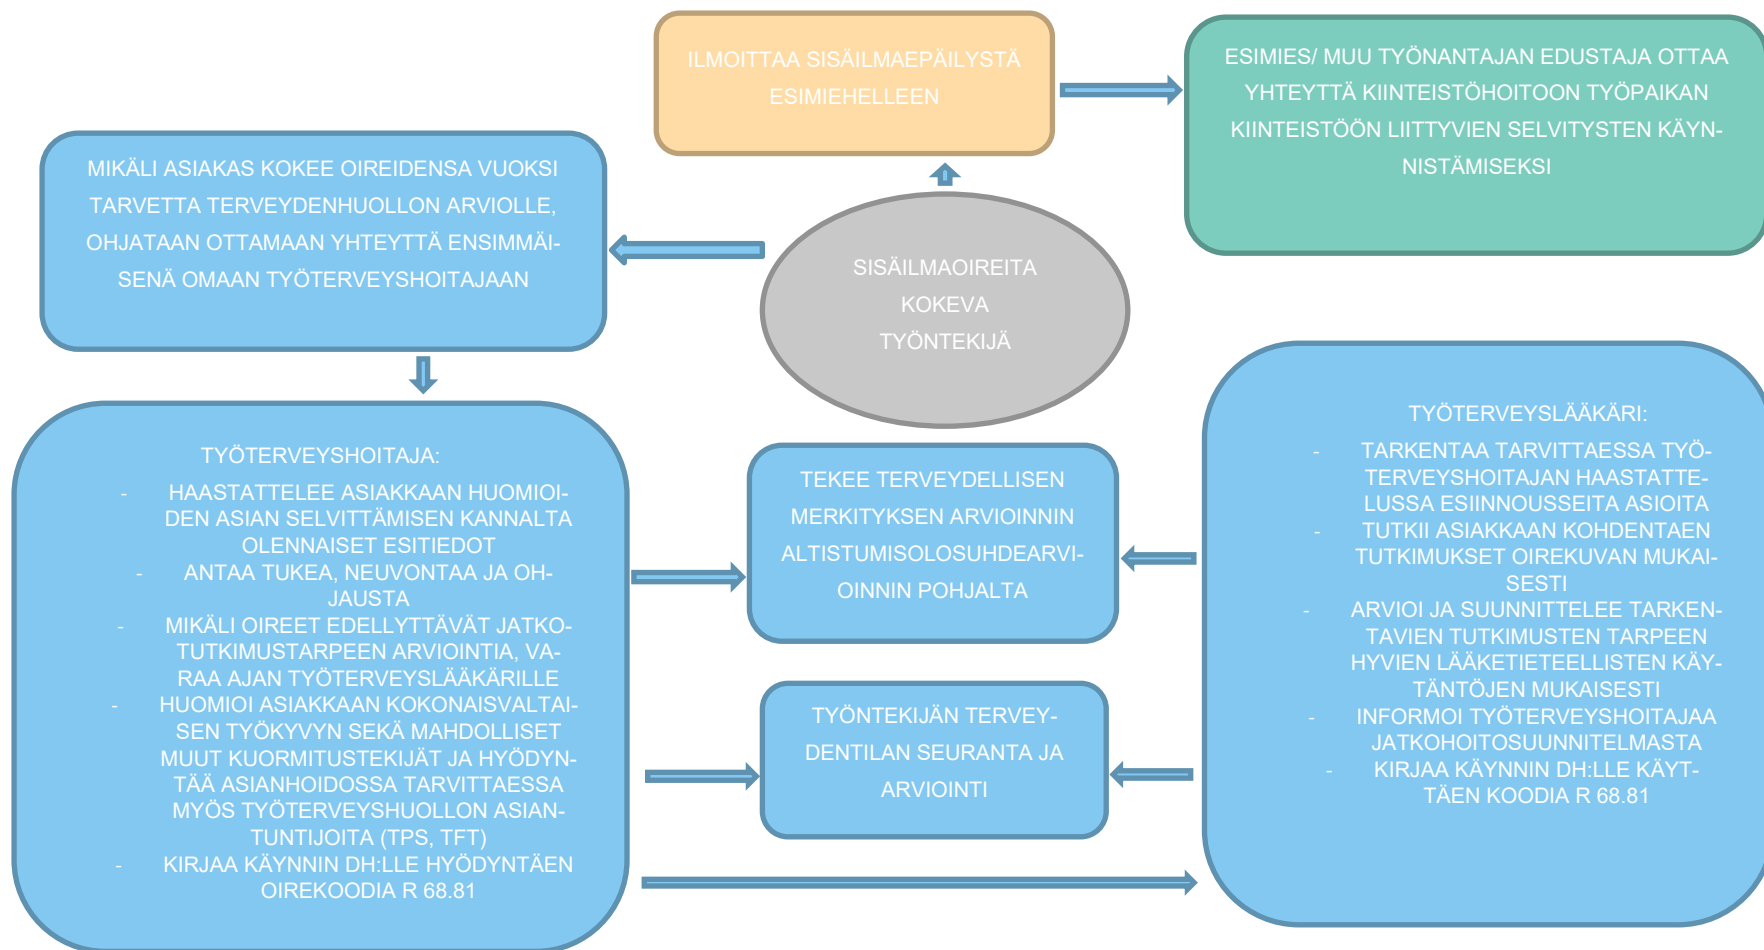 ILMOITTAA SISÄILMAEPÄILYSTÄ
ESIMIEHELLEEN
ESIMIES/ MUU TYÖNANTAJAN EDUSTAJA OTTAA
YHTEYTTÄ KIINTEISTÖHOITOON TYÖPAIKAN
KIINTEISTÖÖN LIITTYVIEN SELVITYSTEN KÄYN-
NISTÄMISEKSI
MIKÄLI ASIAKAS KOKEE OIREIDENSA VUOKSI
TARVETTA TERVEYDENHUOLLON ARVIOLLE,
OHJATAAN OTTAMAAN YHTEYTTÄ ENSIMMÄI-
SENÄ OMAAN TYÖTERVEYSHOITAJAAN
SISÄILMAOIREITA
KOKEVA
TYÖNTEKIJÄ
TYÖTERVEYSHOITAJA:
- HAASTATTELEE ASIAKKAAN HUOMIOI-
DEN ASIAN SELVITTÄMISEN KANNALTA
OLENNAISET ESITIEDOT
- ANTAA TUKEA, NEUVONTAA JA OH-
JAUSTA
- MIKÄLI OIREET EDELLYTTÄVÄT JATKO-
TUTKIMUSTARPEEN ARVIOINTIA, VA-
RAA AJAN TYÖTERVEYSLÄÄKÄRILLE
- HUOMIOI ASIAKKAAN KOKONAISVALTAI-
SEN TYÖKYVYN SEKÄ MAHDOLLISET
MUUT KUORMITUSTEKIJÄT JA HYÖDYN-
TÄÄ ASIANHOIDOSSA TARVITTAESSA
MYÖS TYÖTERVEYSHUOLLON ASIAN-
TUNTIJOITA (TPS, TFT)
- KIRJAA KÄYNNIN DH:LLE HYÖDYNTÄEN
OIREKOODIA R 68.81
TEKEE TERVEYDELLISEN
MERKITYKSEN ARVIOINNIN
ALTISTUMISOLOSUHDEARVI-
OINNIN POHJALTA
TYÖNTEKIJÄN TERVEY-
DENTILAN SEURANTA JA
ARVIOINTI
TYÖTERVEYSLÄÄKÄRI:
- TARKENTAA TARVITTAESSA TYÖ-
TERVEYSHOITAJAN HAASTATTE-
LUSSA ESIINNOUSSEITA ASIOITA
- TUTKII ASIAKKAAN KOHDENTAEN
TUTKIMUKSET OIREKUVAN MUKAI-
SESTI
- ARVIOI JA SUUNNITTELEE TARKEN-
TAVIEN TUTKIMUSTEN TARPEEN
HYVIEN LÄÄKETIETEELLISTEN KÄY-
TÄNTÖJEN MUKAISESTI
- INFORMOI TYÖTERVEYSHOITAJAA
JATKOHOITOSUUNNITELMASTA
- KIRJAA KÄYNNIN DH:LLE KÄYT-
TÄEN KOODIA R 68.81